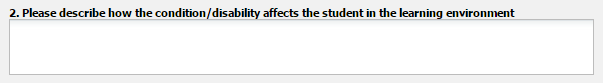 2. Please describe how the condition/disability affects the student in the learning environment